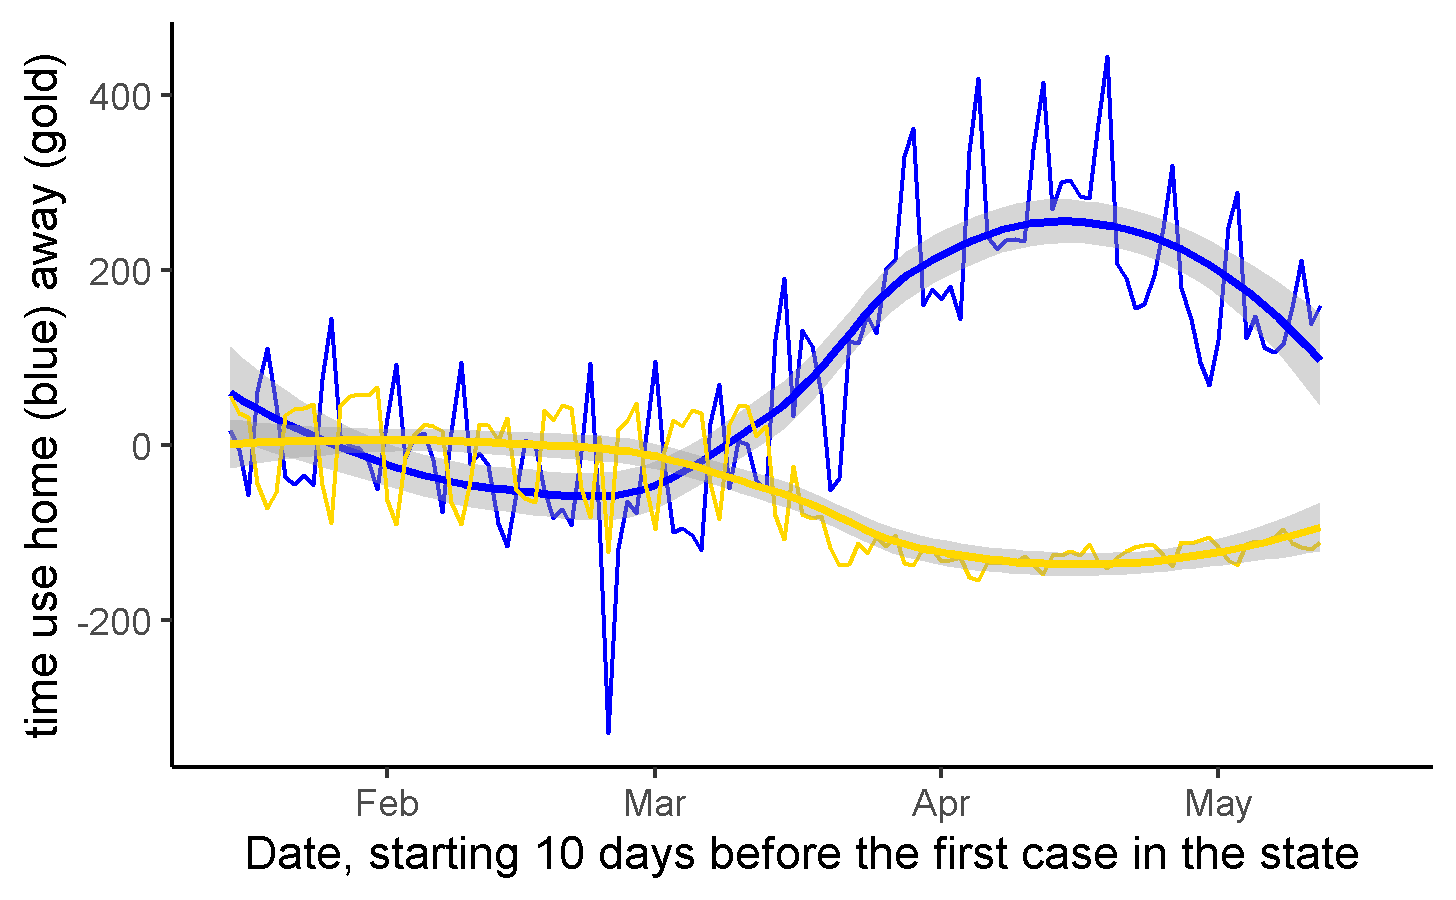 time use home (blue) away (gold)
400
200
0
-200
Feb Mar Apr May
Date, starting 10 days before the first case in the state